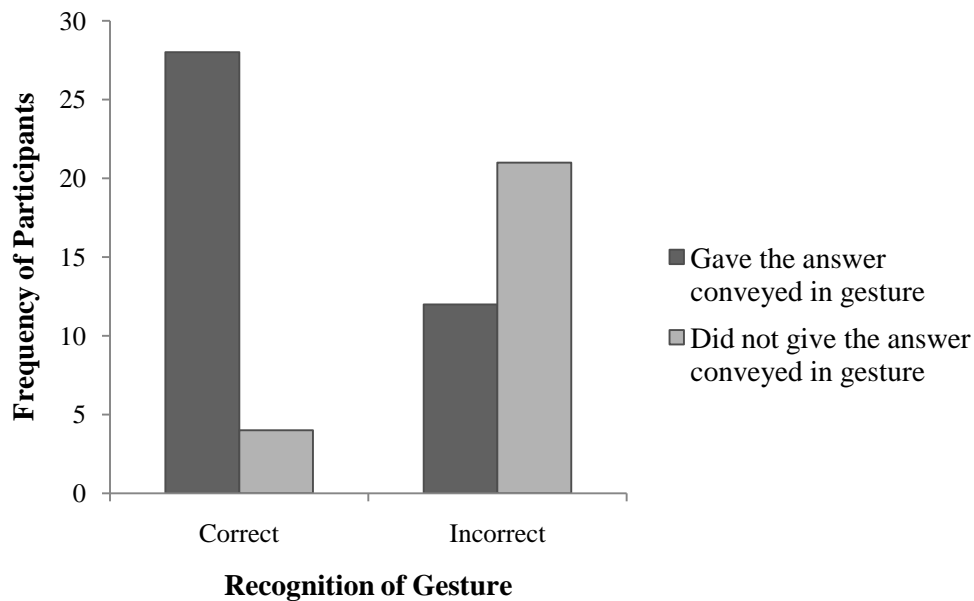 30
25
20
15
10
5
0
Frequency of Participants
Correct
Incorrect
Recognition of Gesture
Gave the answer
conveyed in gesture
Did not give the answer
conveyed in gesture